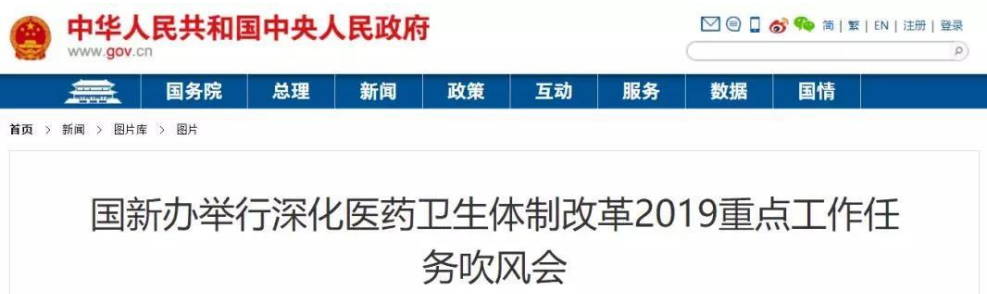 中华人民共和国中央人民政府
www.gov.cn
简 | 繁 | EN | 注册 | 登录
国务院 总理 新闻 政策 互动 服务 数据 国情
首页 > 新闻 > 图片库 > 图片
国新办举行深化医药卫生体制改革2019重点工作任
务吹风会